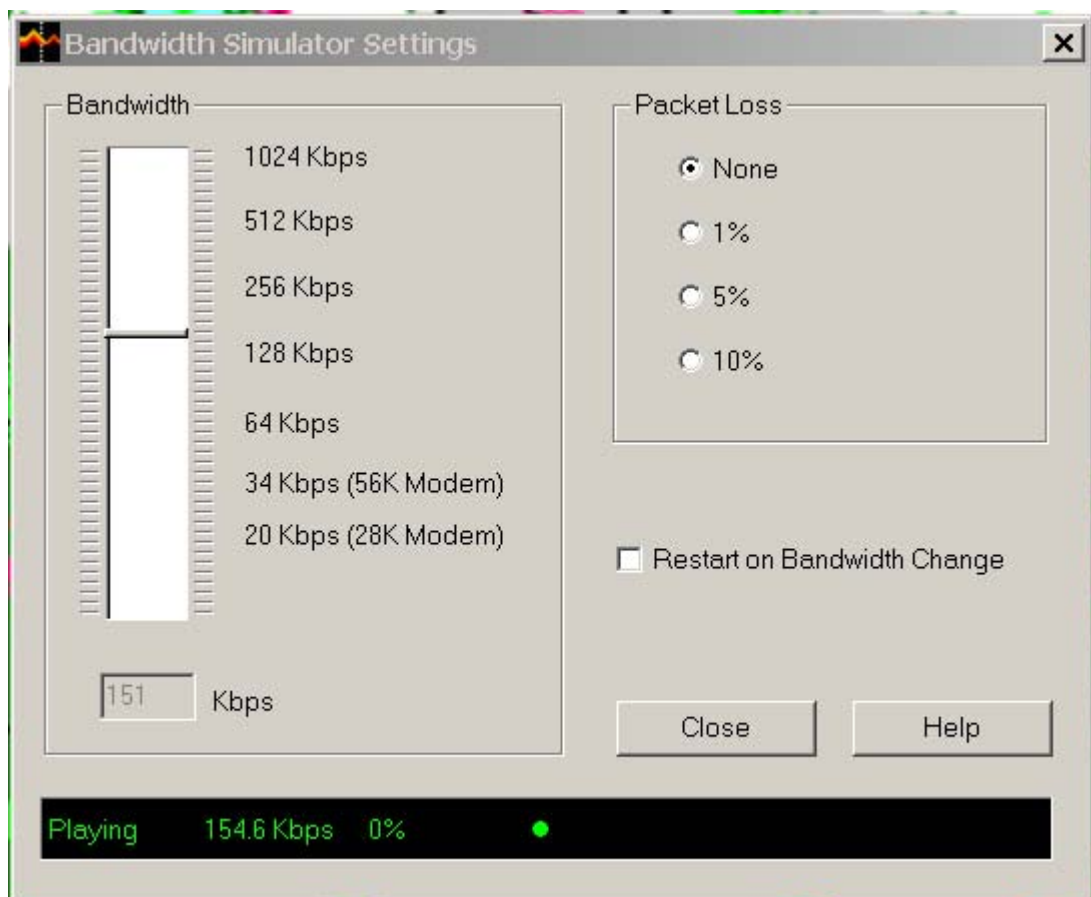 Bandwidth Simulator Settings
Bandwidth
1024 Kbps
512 Kbps
256 Kbps
128 Kbps
64 Kbps
34 Kbps (56K Modem)
20 Kbps (28K Modem)
151 Kbps
Packet Loss
None
1%
5%
10%
Restart on Bandwidth Change
Close Help
Playing 154.6 Kbps 0%